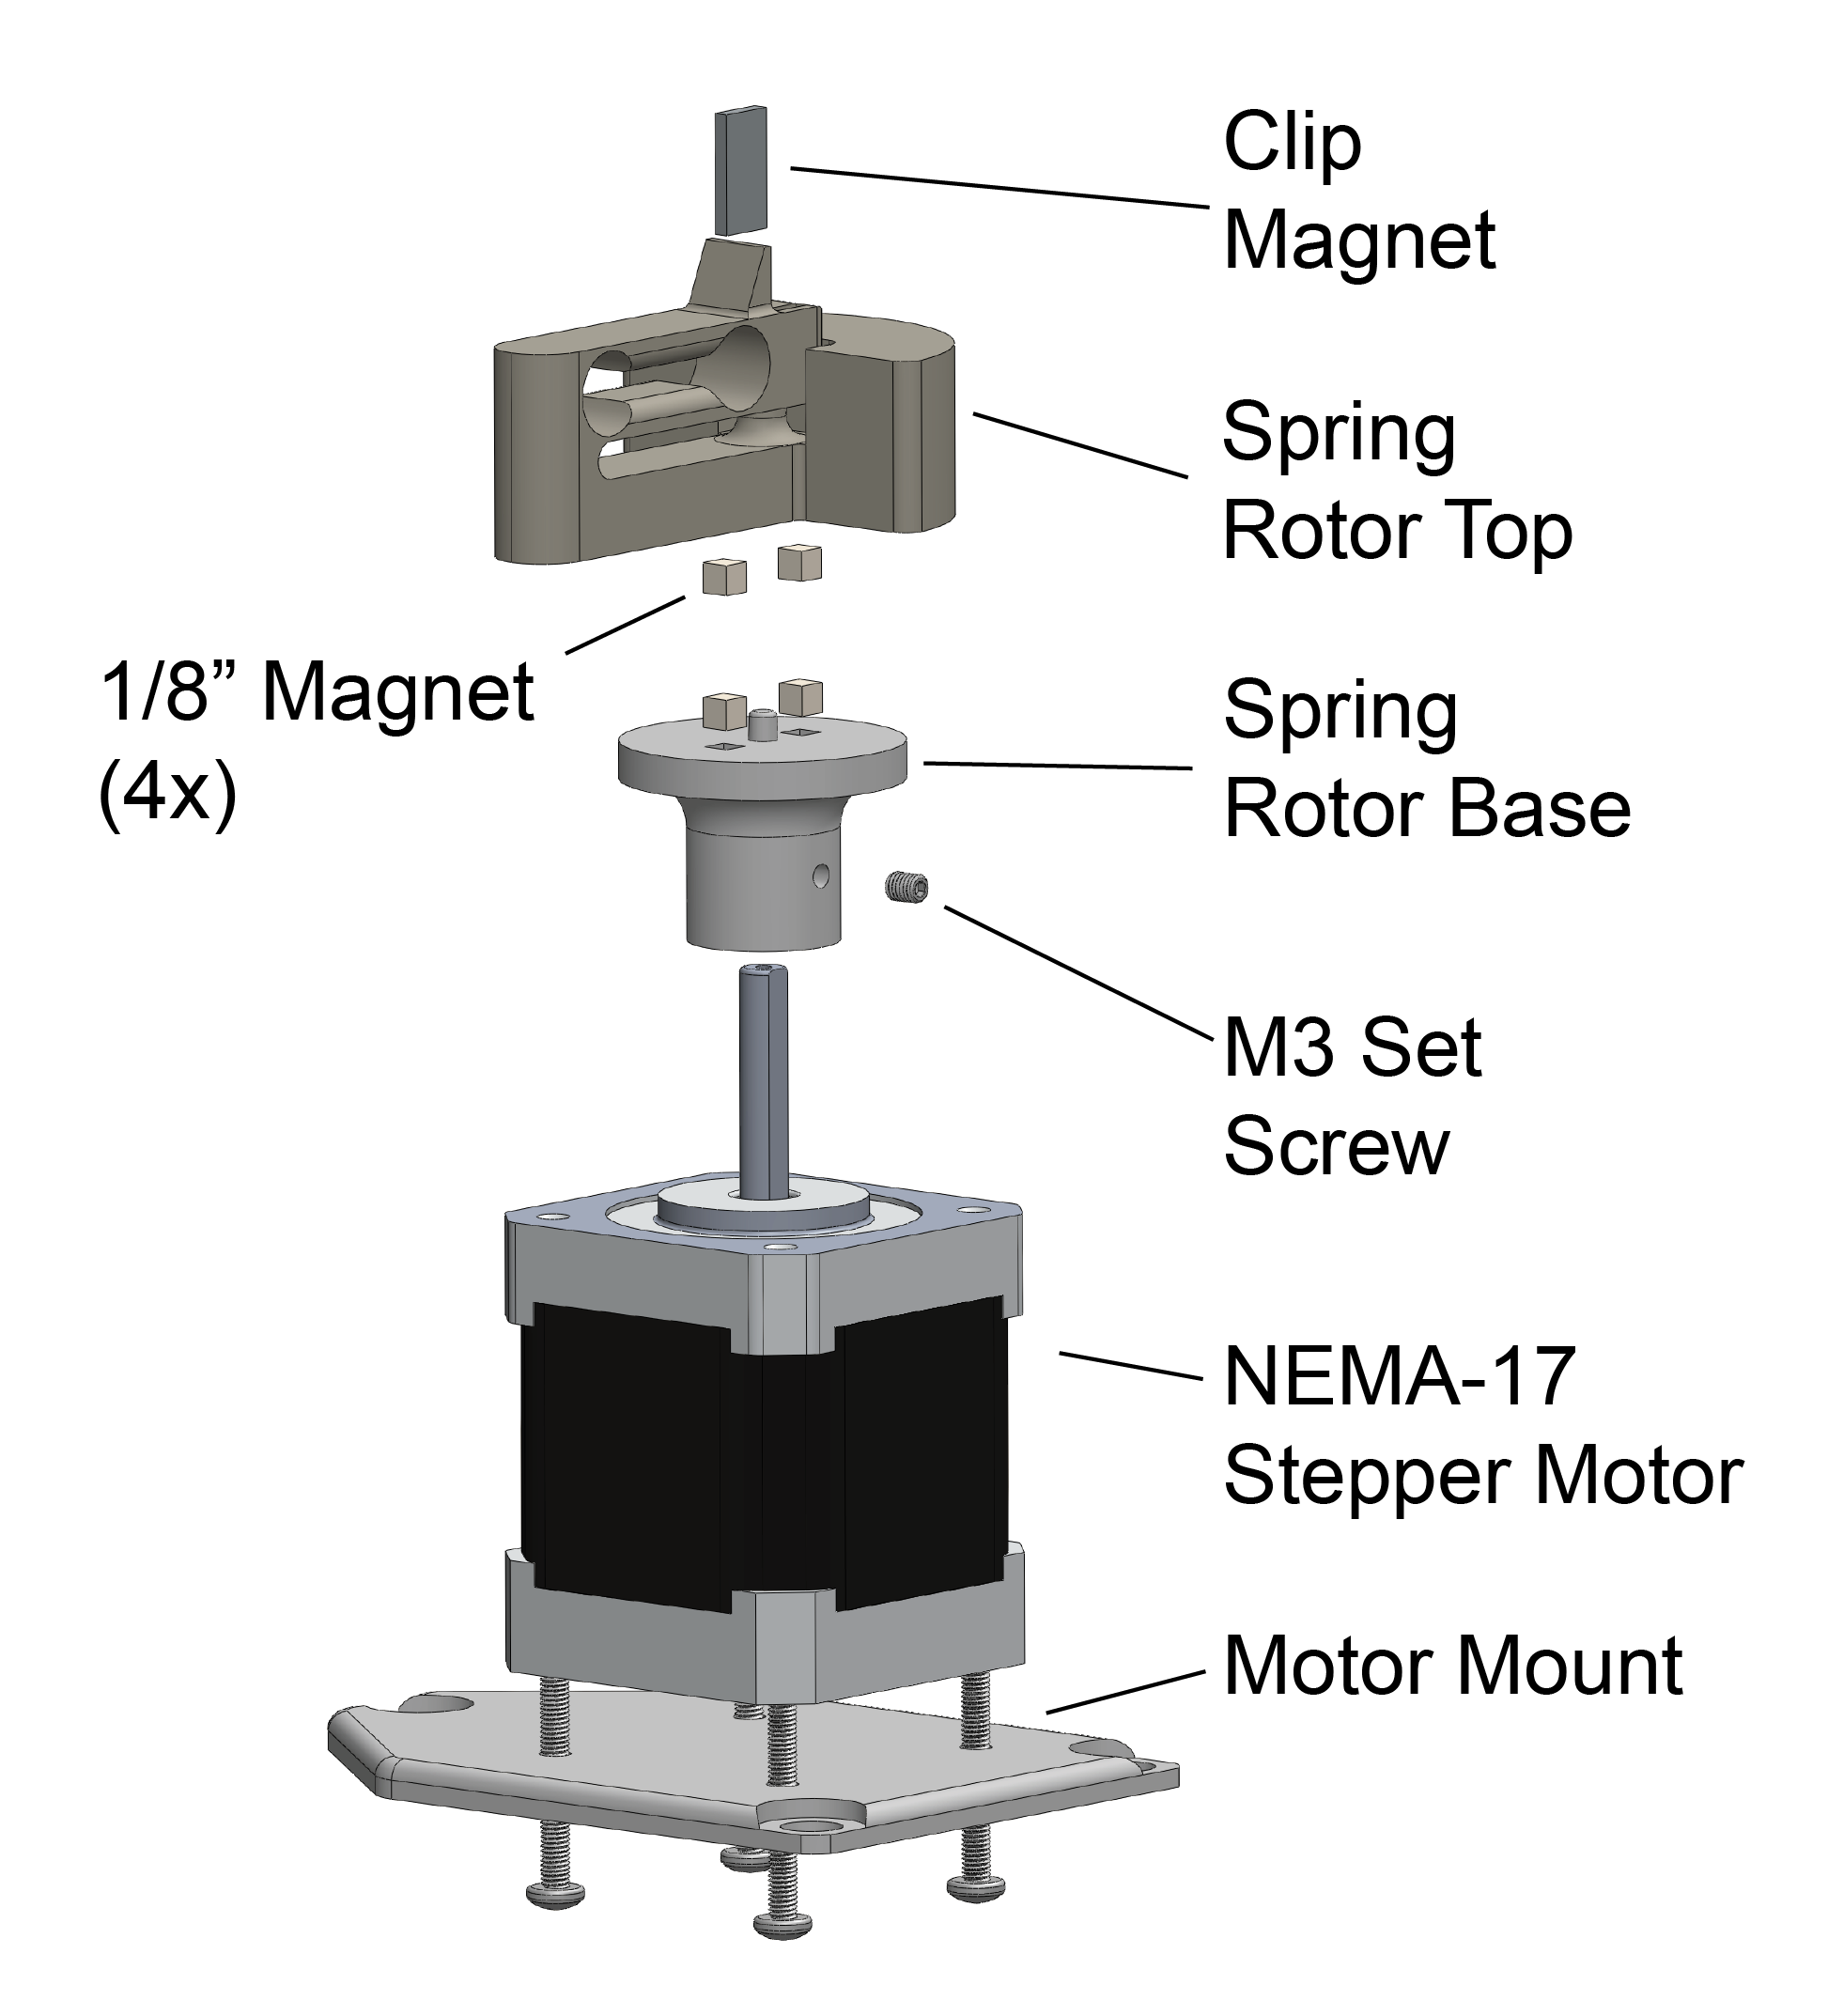 Clip
Magnet
Spring
Rotor Top
1/8” Magnet
(4x)
Spring
Rotor Base
M3 Set
Screw
NEMA-17
Stepper Motor
Motor Mount